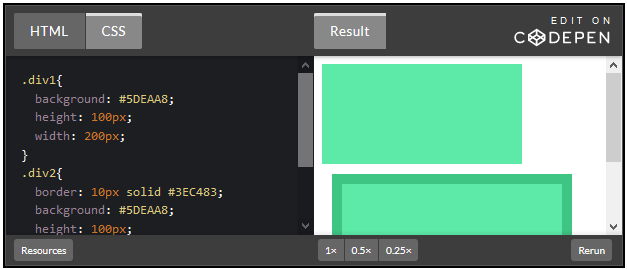 HTML CSS Result EDIT ON
CODEPEN
.div1{
background: #5DEAA8;
height: 100px;
width: 200px;
}
.div2{
border: 10px solid #3EC483;
background: #5DEAA8;
height: 100px;
Resources 1× 0.5× 0.25× Rerun